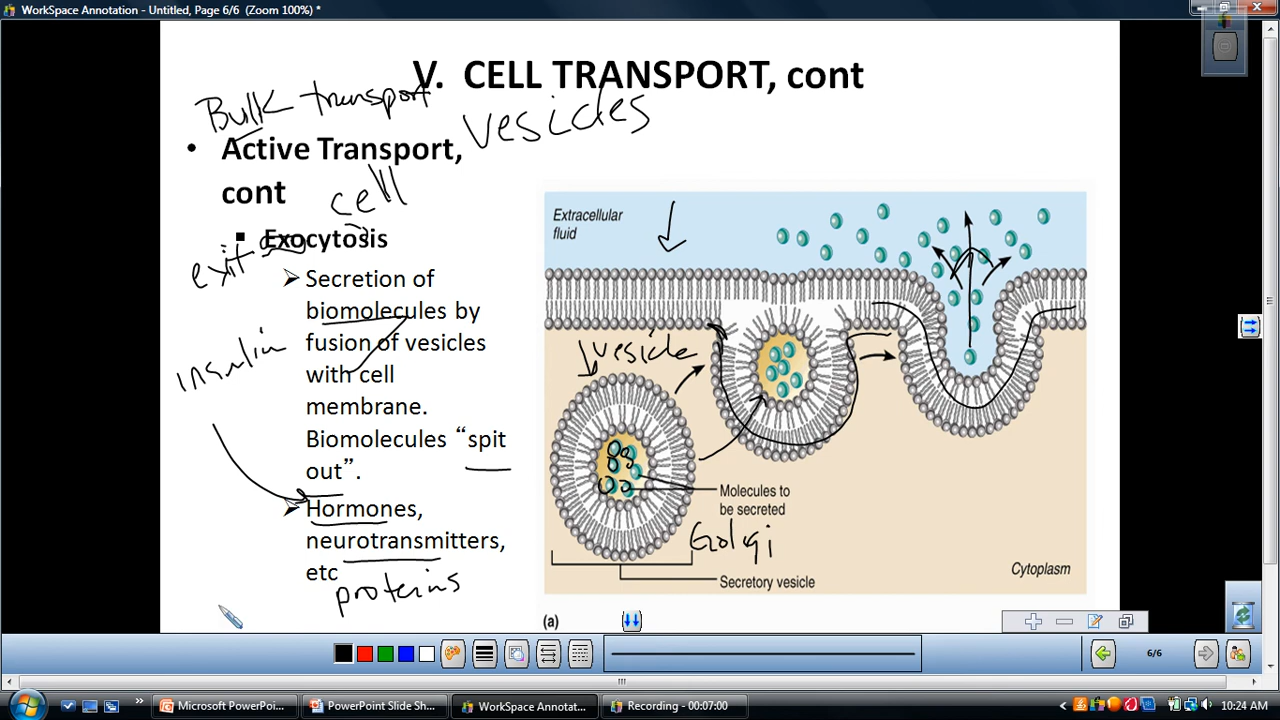 WorkSpace Annotation - Untitled, Page 6/6 (Zoom 100%) *
V. CELL TRANSPORT, cont
Bulk transport
vesicles
• Active Transport,
cont
cell
▪ Exocytosis
exit
➢ Secretion of
biomolecules by
fusion of vesicles
with cell
membrane.
Biomolecules “spit
out”.
insulin
➢ Hormones,
neurotransmitters,
etc
proteins
Extracellular
fluid
vesicle
Molecules to
be secreted
Golgi
Secretory vesicle
Cytoplasm
(a)
6/6
Microsoft PowerPoi...
PowerPoint Slide Sh...
WorkSpace Annotat...
Recording - 00:07:00
10:24 AM